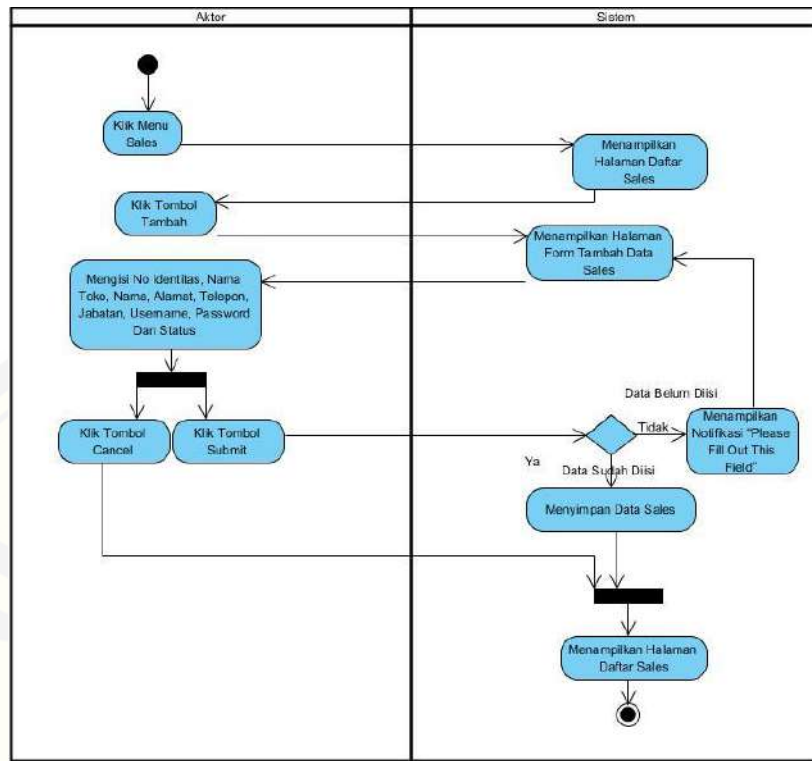 Aktor
Sistem
Klik Menu
Sales
Menampilkan
Halaman Daftar
Sales
Klik Tombol
Tambah
Menampilkan Halaman
Form Tambah Data
Sales
Mengisi No Identitas, Nama
Toko, Nama, Alamat, Telepon,
Jabatan, Username, Password
Dan Status
Klik Tombol
Cancel
Klik Tombol
Submit
Data Belum Diisi
Tidak
Menampilkan
Notifikasi "Please
Fill Out This
Field"
Ya
Data Sudah Diisi
Menyimpan Data Sales
Menampilkan Halaman
Daftar Sales